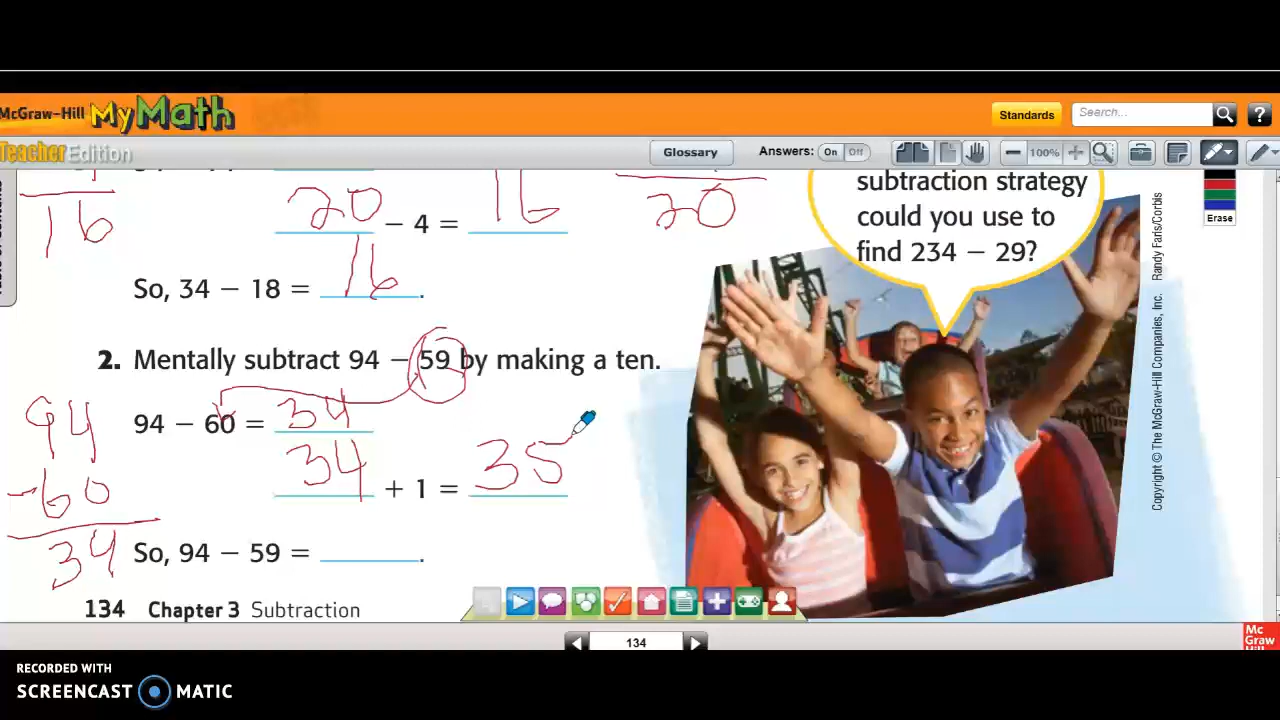 McGraw-Hill MyMath
Teacher Edition
Standards
Search...
?
Glossary
Answers: On Off
100%
Erase
16
20 - 4 = 16
20
So, 34 - 18 = 16.
subtraction strategy
could you use to
find 234 - 29?
2. Mentally subtract 94 - 59 by making a ten.
94 - 60 = 34
34 + 1 = 35
94
-60
34
So, 94 - 59 = ____.
134 Chapter 3 Subtraction
Copyright © The McGraw-Hill Companies, Inc. Randy Faris/Corbis
134
Mc
Graw
RECORDED WITH
SCREENCAST MATIC